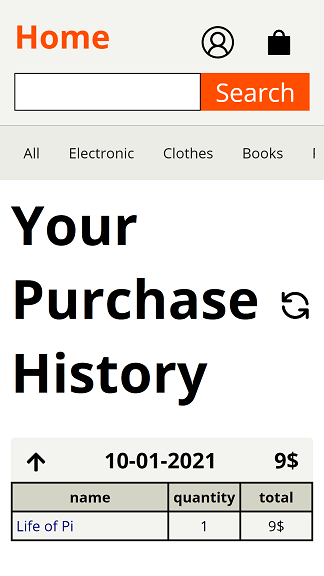 Home
Search
All Electronic Clothes Books
Your
Purchase
History
10-01-2021 9$
name quantity total
Life of Pi 1 9$